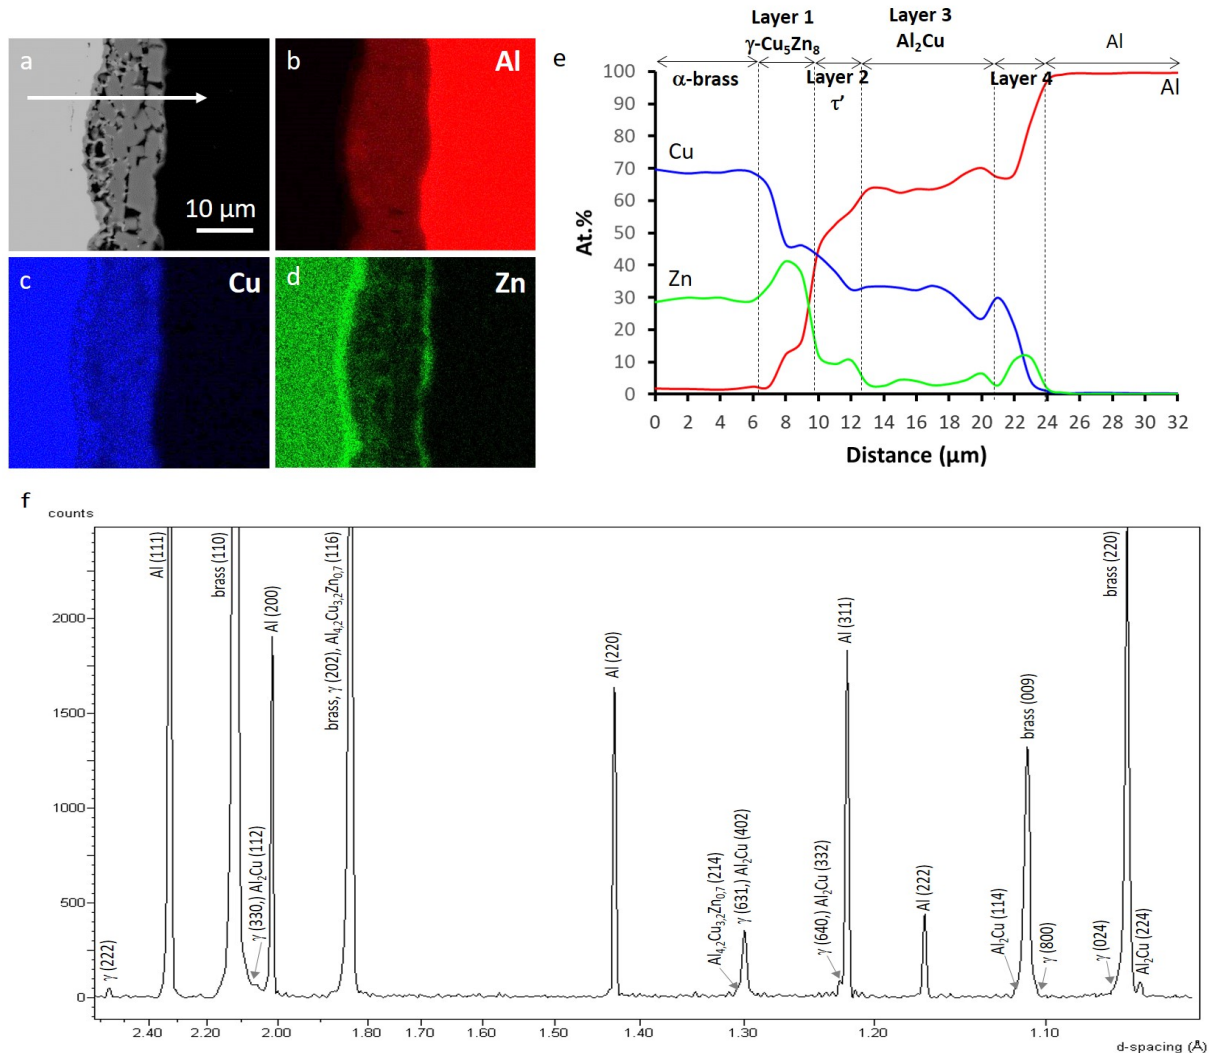 a
10 µm
b
Al
c
Cu
d
Zn
e
Layer 1
γ-Cu₅Zn₈
Layer 3
Al₂Cu
Al
α-brass
Layer 2
τ’
Layer 4
Al
Cu
Zn
At.%
100
90
80
70
60
50
40
30
20
10
0
0 2 4 6 8 10 12 14 16 18 20 22 24 26 28 30 32
Distance (µm)
f
counts
2000
1500
1000
500
0
γ (222)
Al (111)
brass (110)
γ (330,) Al₂Cu (112)
Al (200)
brass, γ (202), Al₄,₂Cu₃,₂Zn₀,₇ (116)
Al (220)
Al₄,₂Cu₃,₂Zn₀,₇ (214)
γ (631,) Al₂Cu (402)
γ (640,) Al₂Cu (332)
Al (311)
Al (222)
Al₂Cu (114)
brass (009)
γ (800)
γ (024)
brass (220)
Al₂Cu (224)
2.40 2.20 2.00 1.80 1.70 1.60 1.50 1.40 1.30 1.20 1.10
d-spacing (Å)